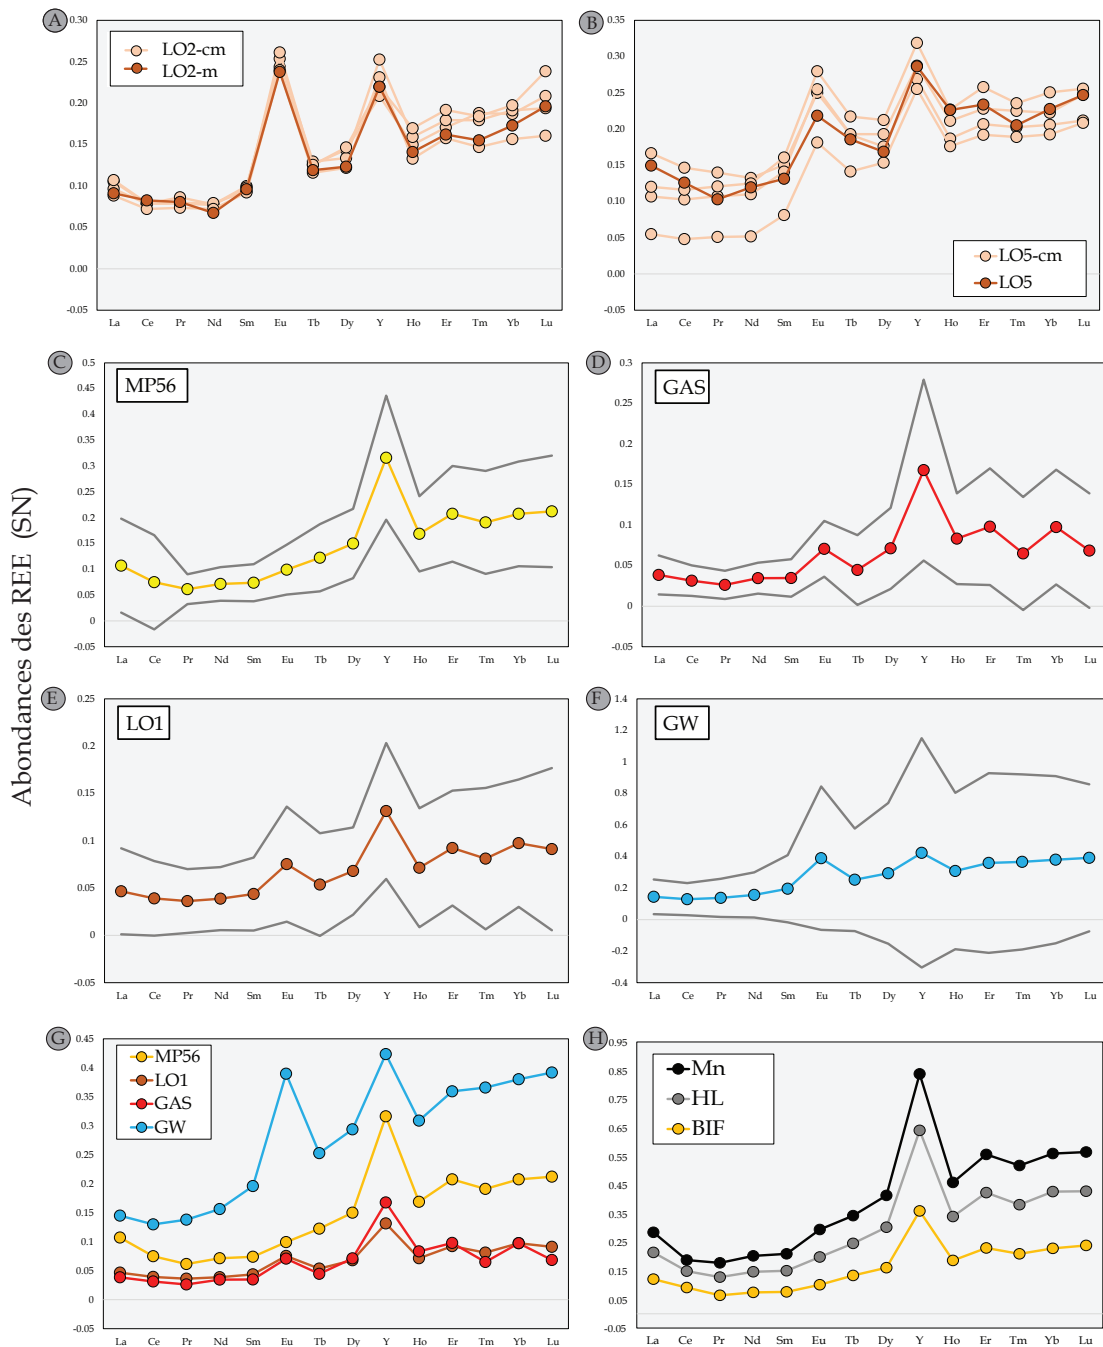 Abondances des REE (SN)
A
0.30
0.25
0.20
0.15
0.10
0.05
0.00
-0.05
LO2-cm
LO2-m
La Ce Pr Nd Sm Eu Tb Dy Y Ho Er Tm Yb Lu
B
0.35
0.30
0.25
0.20
0.15
0.10
0.05
0.00
-0.05
LO5-cm
LO5
La Ce Pr Nd Sm Eu Tb Dy Y Ho Er Tm Yb Lu
C
0.5
0.45
0.4
0.35
0.3
0.25
0.2
0.15
0.1
0.05
0
-0.05
MP56
La Ce Pr Nd Sm Eu Tb Dy Y Ho Er Tm Yb Lu
D
0.3
0.25
0.2
0.15
0.1
0.05
0
-0.05
GAS
La Ce Pr Nd Sm Eu Tb Dy Y Ho Er Tm Yb Lu
E
0.25
0.2
0.15
0.1
0.05
0
-0.05
LO1
La Ce Pr Nd Sm Eu Tb Dy Y Ho Er Tm Yb Lu
F
1.4
1.2
1
0.8
0.6
0.4
0.2
0
-0.2
-0.4
GW
La Ce Pr Nd Sm Eu Tb Dy Y Ho Er Tm Yb Lu
G
0.45
0.4
0.35
0.3
0.25
0.2
0.15
0.1
0.05
0
-0.05
MP56
LO1
GAS
GW
La Ce Pr Nd Sm Eu Tb Dy Y Ho Er Tm Yb Lu
H
0.95
0.85
0.75
0.65
0.55
0.45
0.35
0.25
0.15
0.05
-0.05
Mn
HL
BIF
La Ce Pr Nd Sm Eu Tb Dy Y Ho Er Tm Yb Lu